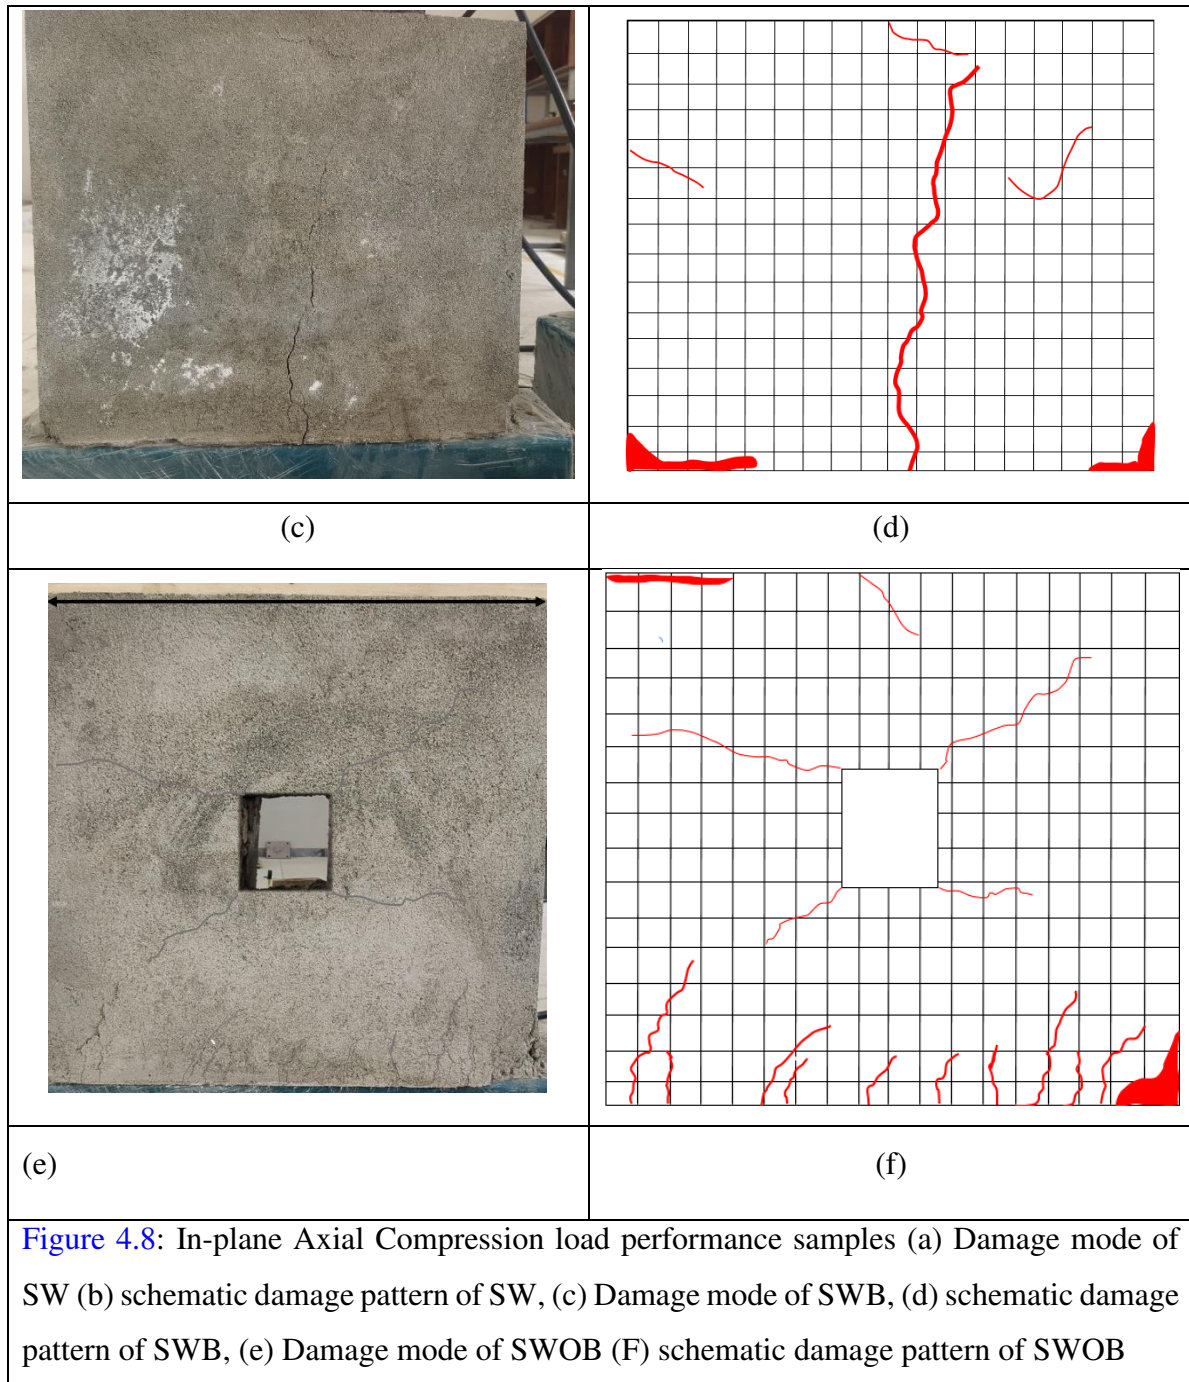 (c)
(d)
(e)
(f)
Figure 4.8: In-plane Axial Compression load performance samples (a) Damage mode of
SW (b) schematic damage pattern of SW, (c) Damage mode of SWB, (d) schematic damage
pattern of SWB, (e) Damage mode of SWOB (F) schematic damage pattern of SWOB